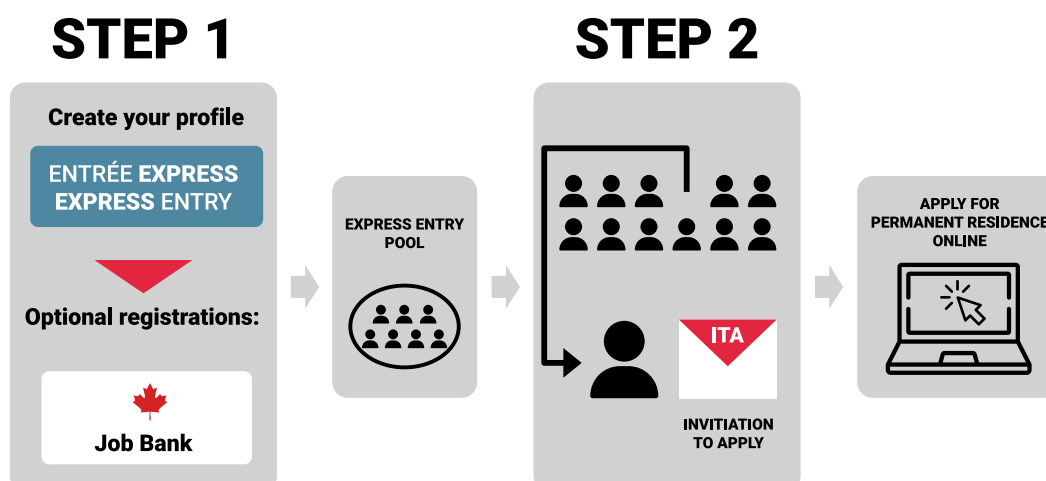 STEP 1
Create your profile
ENTRÉE EXPRESS
EXPRESS ENTRY
Optional registrations:
Job Bank
EXPRESS ENTRY
POOL
STEP 2
ITA
INVITIATION
TO APPLY
APPLY FOR
PERMANENT RESIDENCE
ONLINE